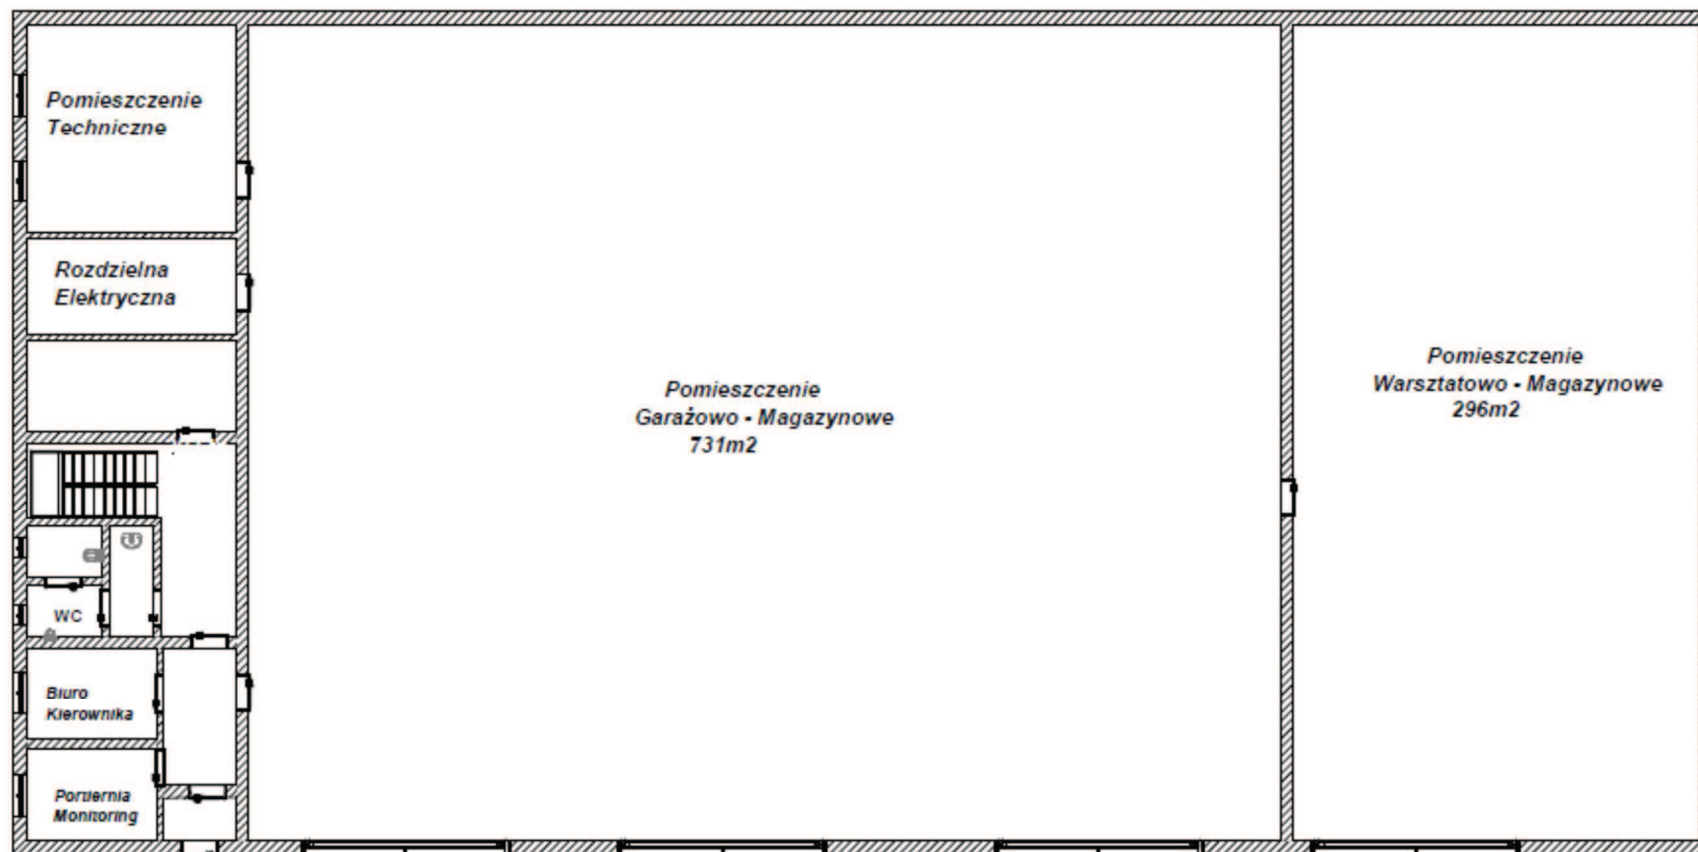 Pomieszczenie
Techniczne
Rozdzielna
Elektryczna
Pomieszczenie
Garażowo - Magazynowe
731m2
Pomieszczenie
Warsztatowo - Magazynowe
296m2
WC
Biuro
Kierownika
Portiernia
Monitoring